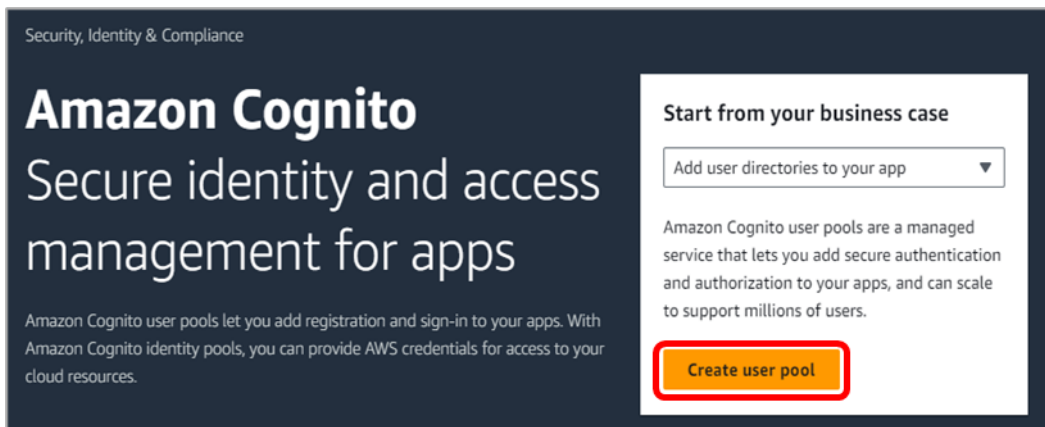 Security, Identity & Compliance
Amazon Cognito
Secure identity and access
management for apps
Amazon Cognito user pools let you add registration and sign-in to your apps. With
Amazon Cognito identity pools, you can provide AWS credentials for access to your
cloud resources.
Start from your business case
Add user directories to your app
Amazon Cognito user pools are a managed
service that lets you add secure authentication
and authorization to your apps, and can scale
to support millions of users.
Create user pool